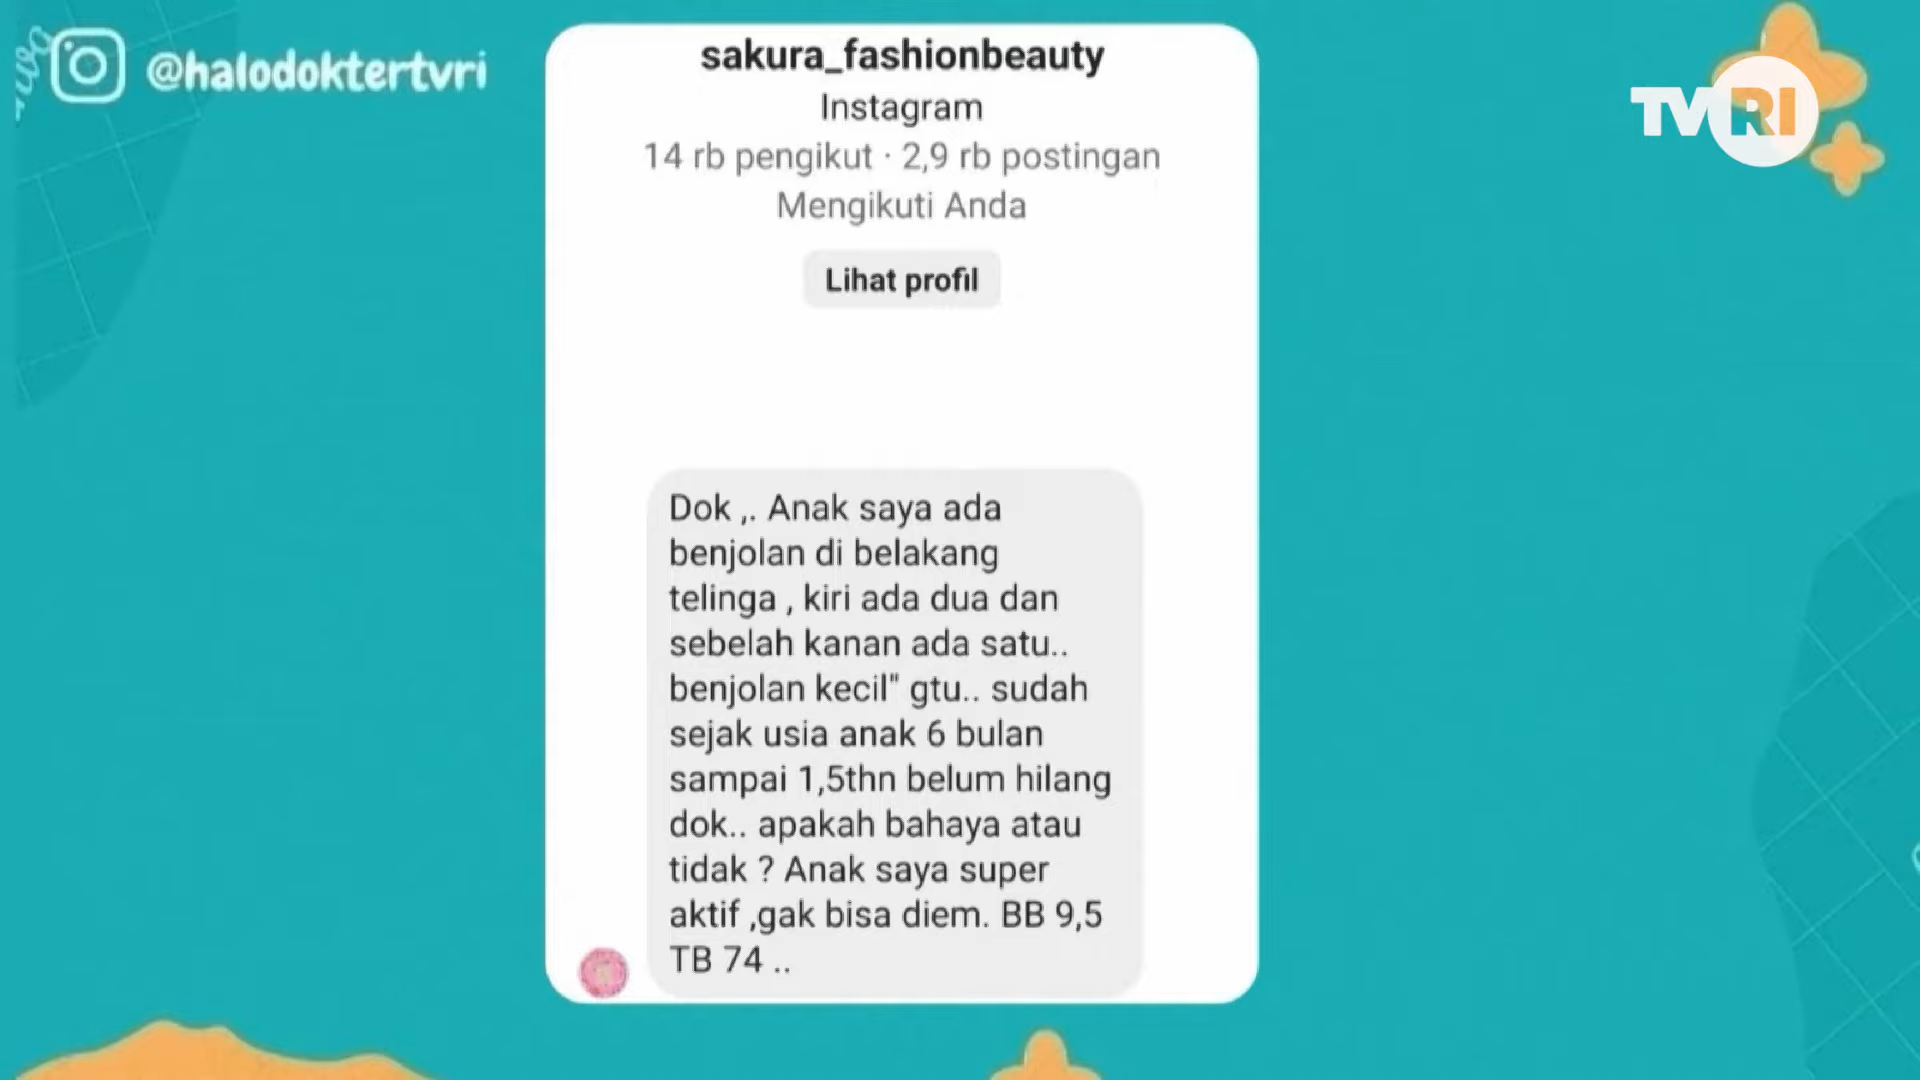 @halodoktertvri
TVRI
sakura_fashionbeauty
Instagram
14 rb pengikut · 2,9 rb postingan
Mengikuti Anda
Lihat profil
Dok ,. Anak saya ada
benjolan di belakang
telinga , kiri ada dua dan
sebelah kanan ada satu..
benjolan kecil" gtu.. sudah
sejak usia anak 6 bulan
sampai 1,5thn belum hilang
dok.. apakah bahaya atau
tidak ? Anak saya super
aktif ,gak bisa diem. BB 9,5
TB 74 ..